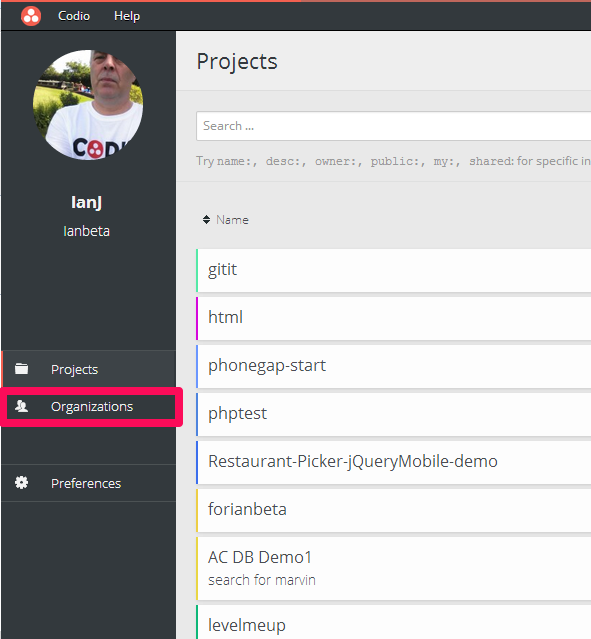 Codio Help
IanJ
Ianbeta
Projects
Organizations
Preferences
Projects
Search ...
Try name:, desc:, owner:, public:, my:, shared: for specific in
Name
gitit
html
phonegap-start
phptest
Restaurant-Picker-jQueryMobile-demo
forianbeta
AC DB Demo1
search for marvin
levelmeup